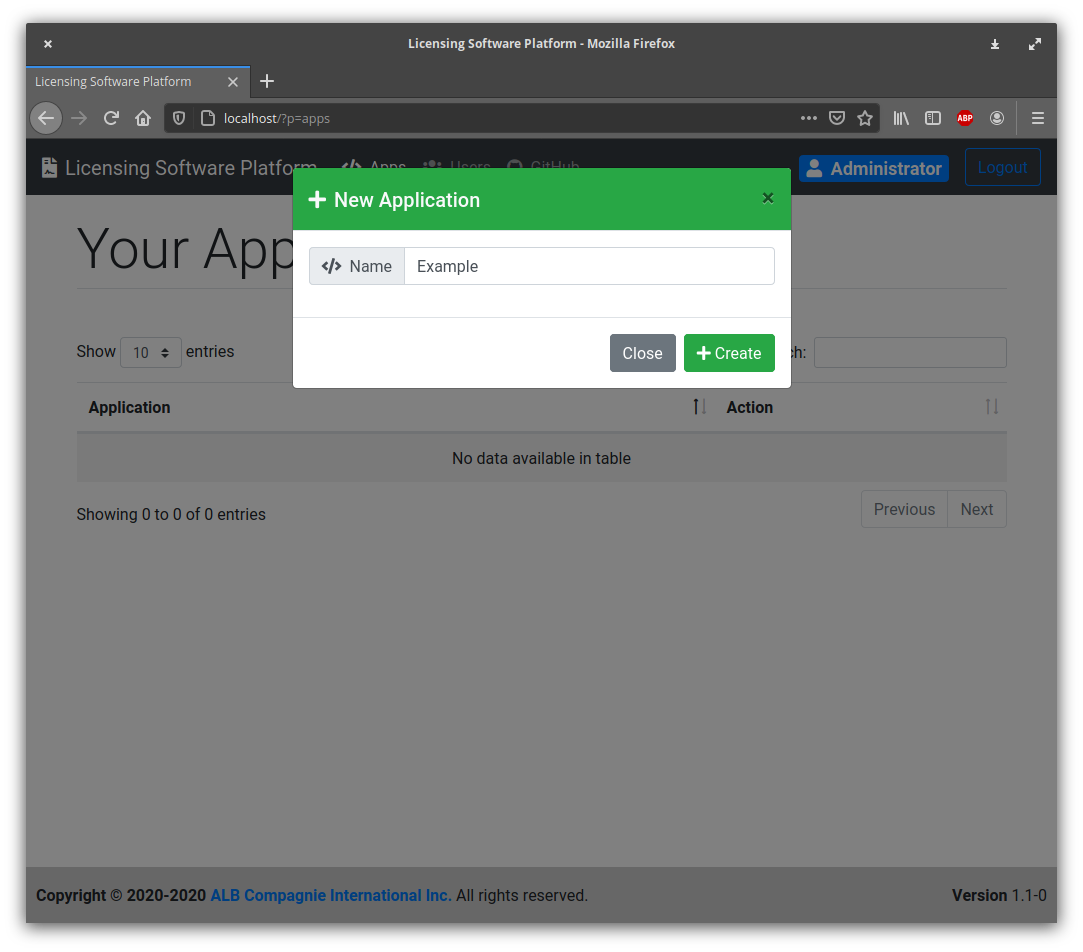 Licensing Software Platform - Mozilla Firefox
Licensing Software Platform
localhost/?p=apps
ABP
Licensing Software Platform Apps Users GitHub Administrator Logout
New Application ×
Your App
Name Example
Close Create
Show 10 entries ch:
Application Action
No data available in table
Showing 0 to 0 of 0 entries Previous Next
Copyright © 2020-2020 ALB Compagnie International Inc. All rights reserved. Version 1.1-0